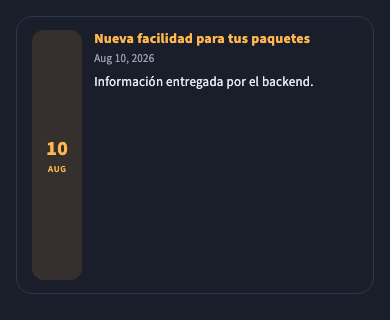 Nueva facilidad para tus paquetes
Aug 10, 2026
Información entregada por el backend.
10
AUG